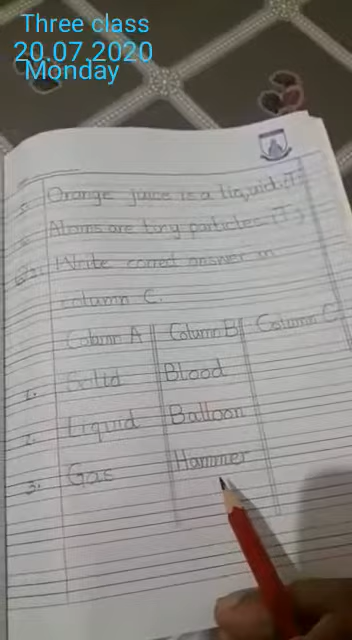 Three class
20.07.2020
Monday
5. Orange juice is a liquid. (T)
6. Atoms are tiny particles. (T)
Write correct answer in
column C.
Column A Column B Column C
1. Solid Blood
2. Liquid Balloon
3. Gas Hammer